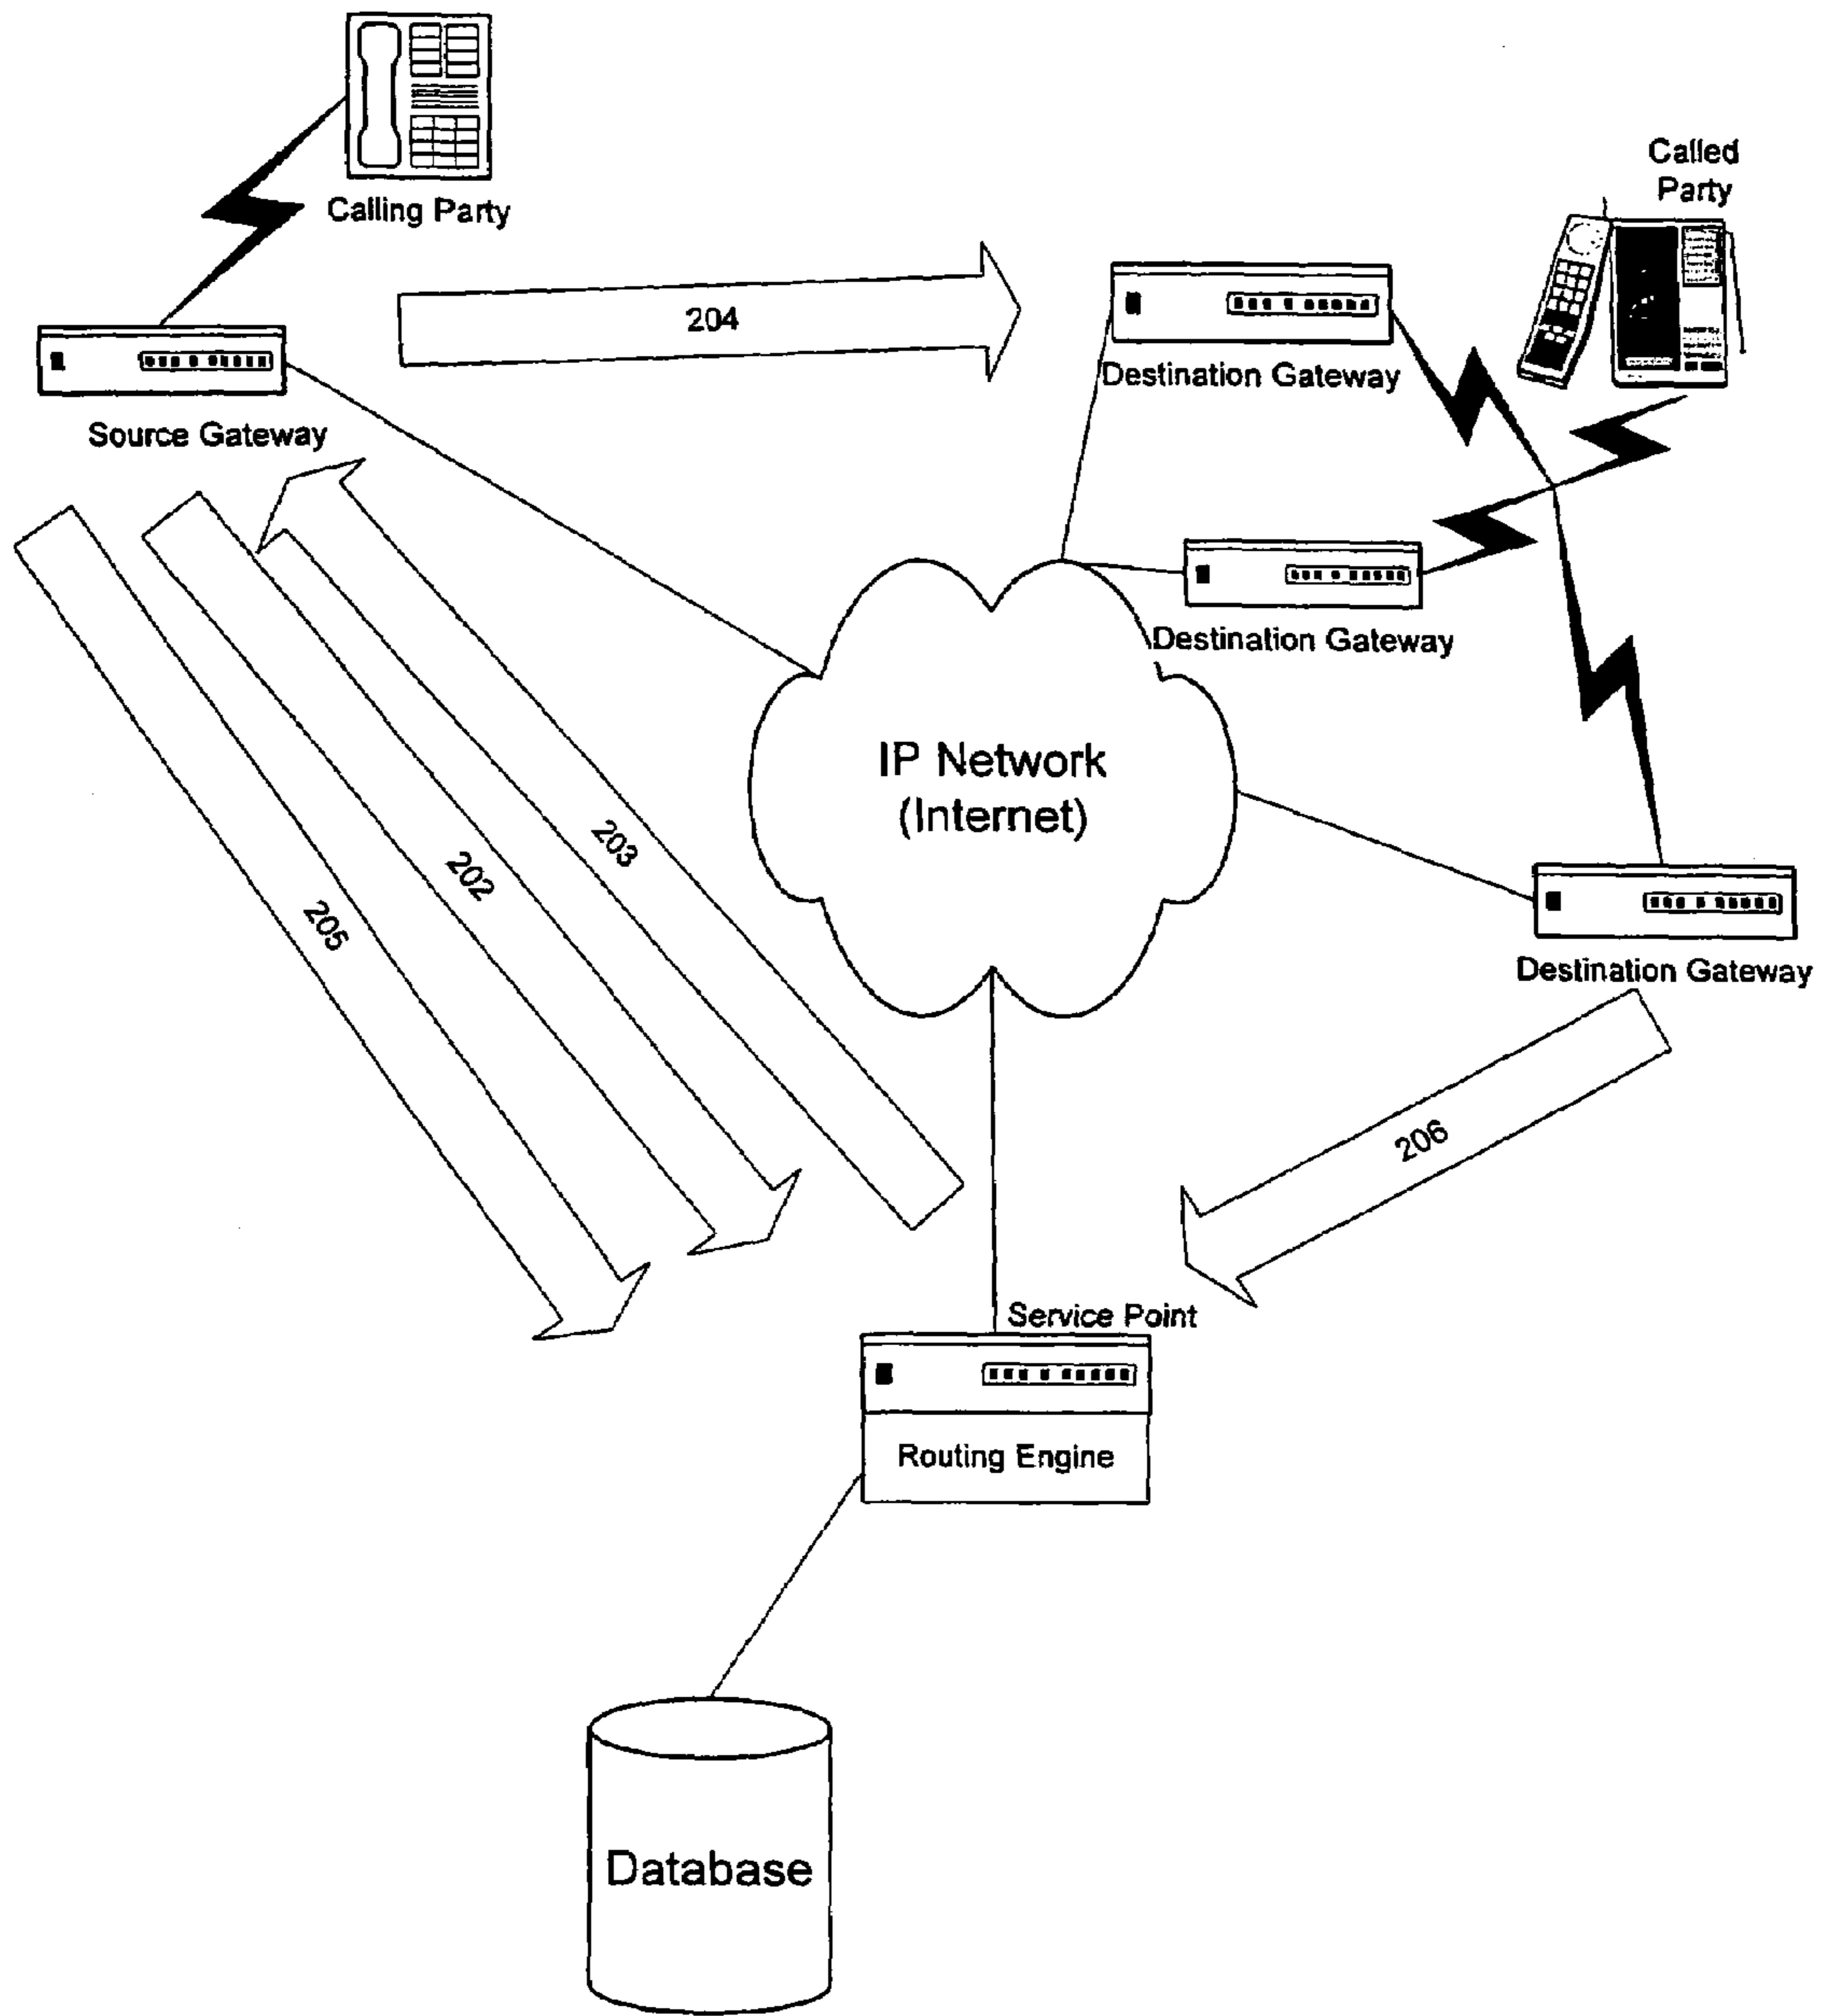 Calling Party
Called
Party
204
Destination Gateway
Source Gateway
Destination Gateway
IP Network
(Internet)
203
202
205
Destination Gateway
206
Service Point
Routing Engine
Database